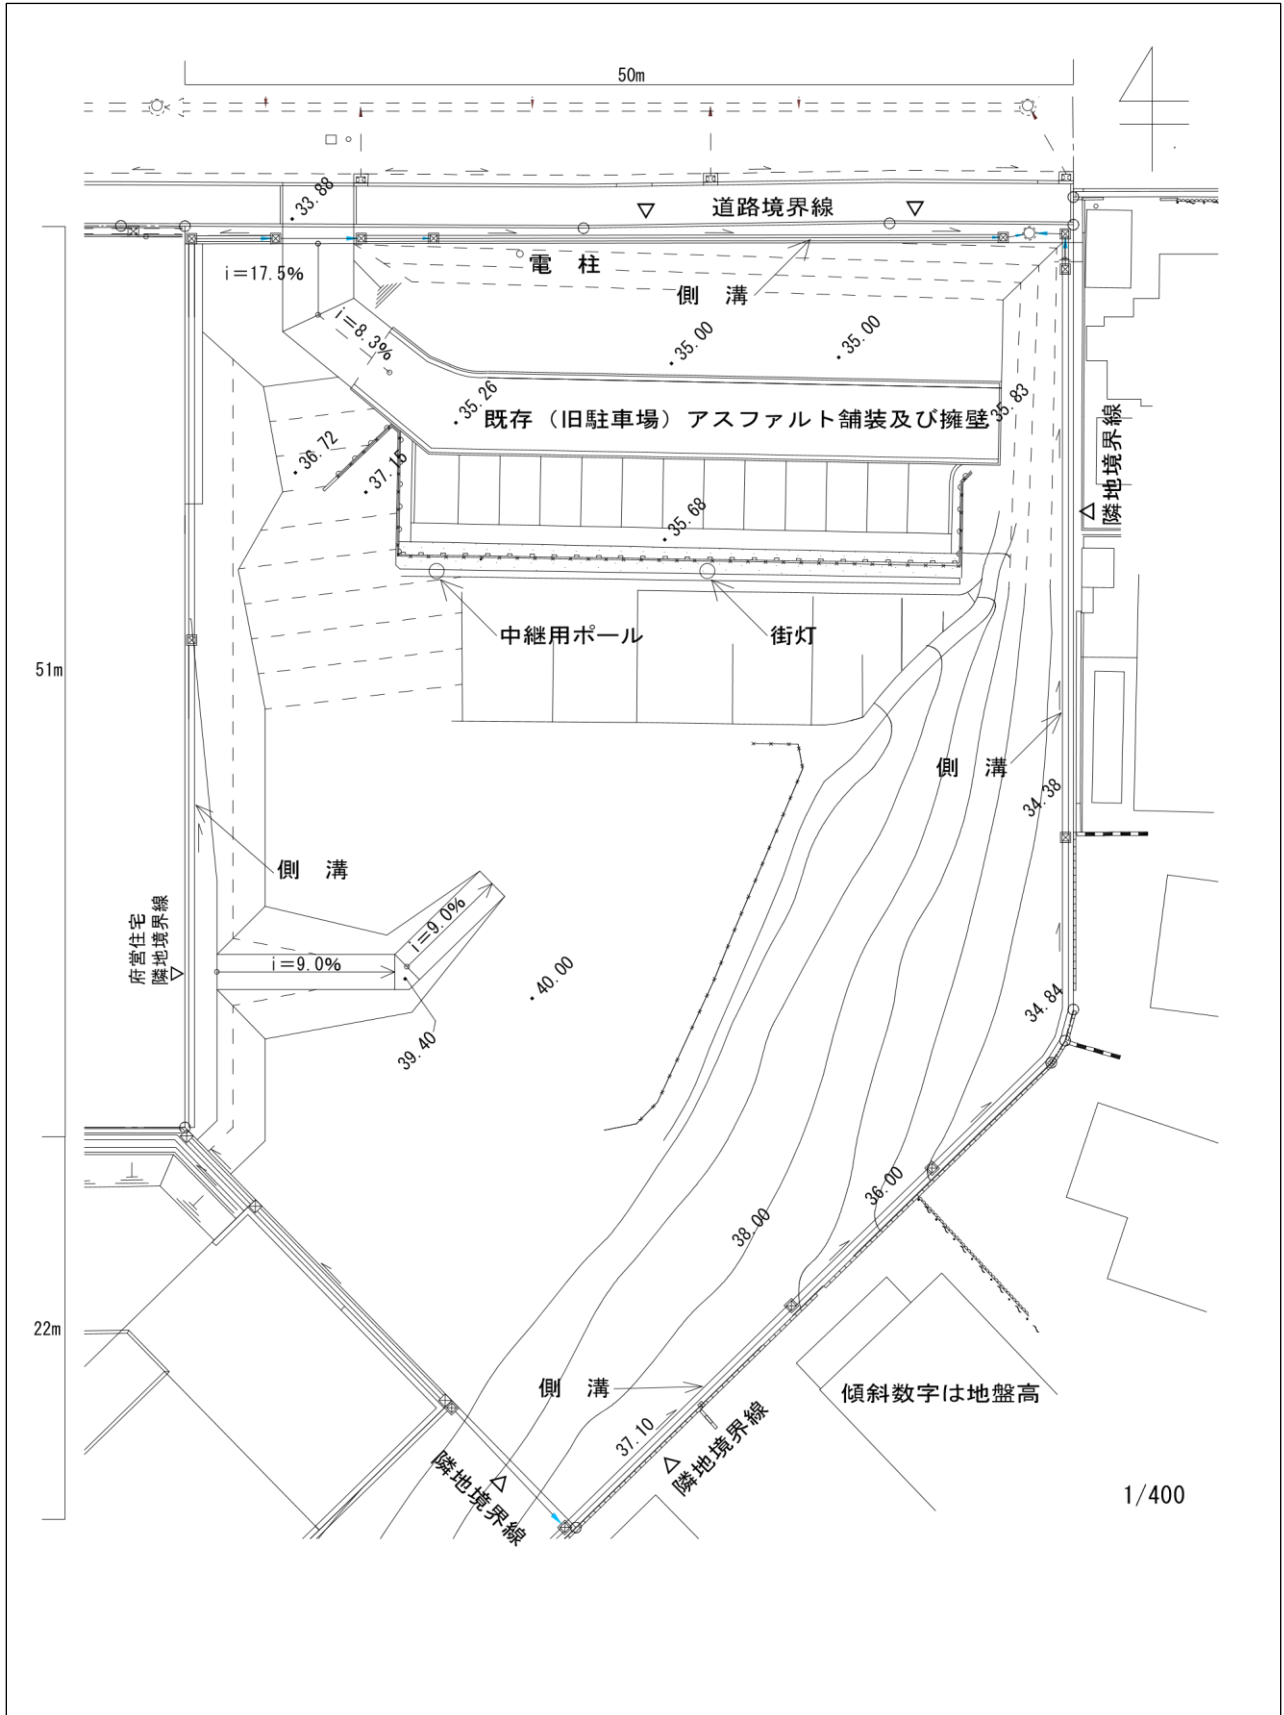 50m
33.88
道路境界線
i=17.5%
電 柱
側 溝
i=8.3%
35.00
35.00
35.26
既存（旧駐車場）アスファルト舗装及び擁壁
35.83
隣地境界線
36.72
37.15
35.68
中継用ポール
街灯
51m
側 溝
34.38
側 溝
府営住宅
隣地境界線
i=9.0%
i=9.0%
40.00
39.40
34.84
36.00
38.00
22m
側 溝
傾斜数字は地盤高
37.10
隣地境界線
隣地境界線
1/400